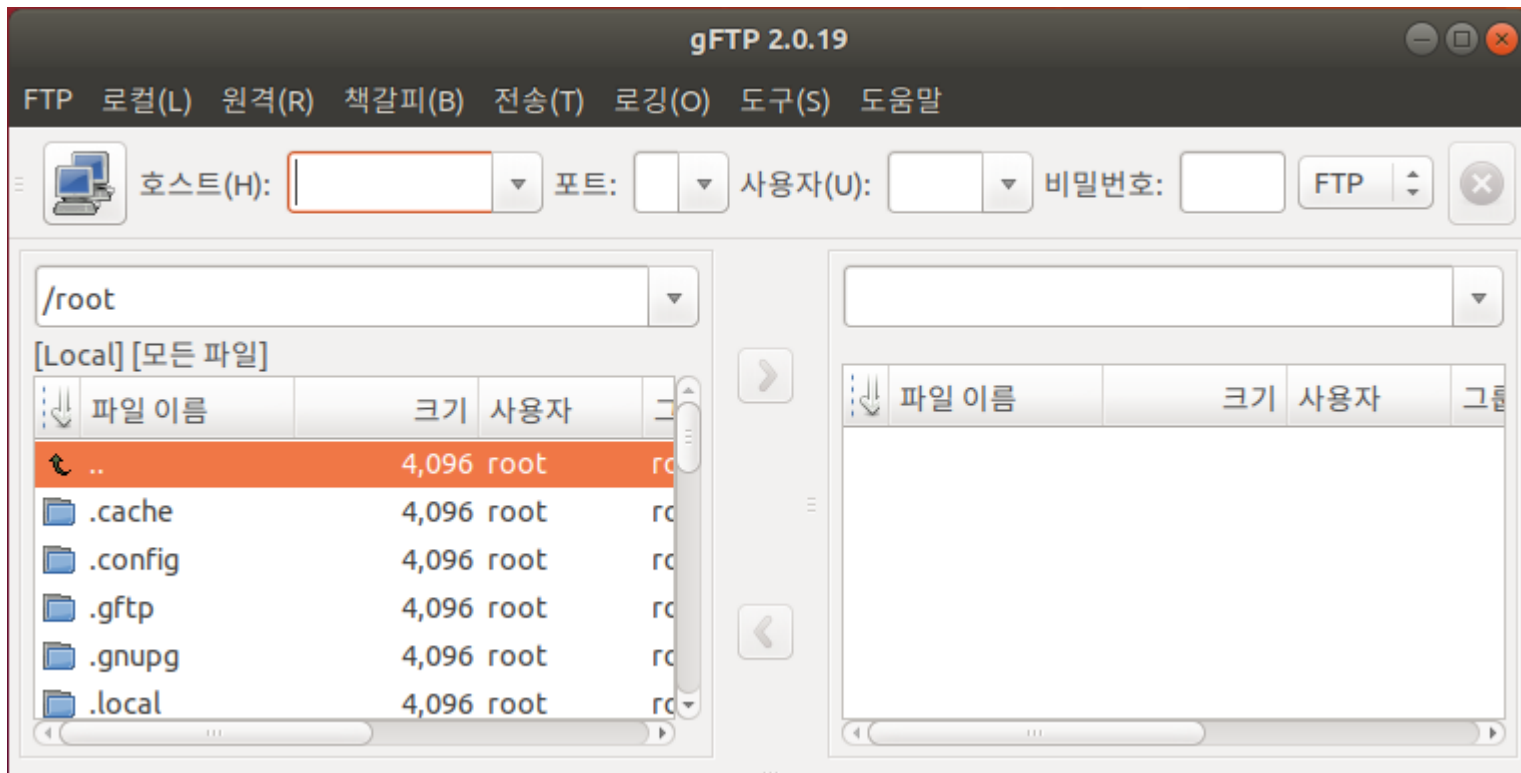 gFTP 2.0.19
FTP 로컬(L) 원격(R) 책갈피(B) 전송(T) 로깅(O) 도구(S) 도움말
호스트(H): 포트: 사용자(U): 비밀번호: FTP
/root
[Local] [모든 파일]
파일 이름 크기 사용자
.. 4,096 root
.cache 4,096 root
.config 4,096 root
.gftp 4,096 root
.gnupg 4,096 root
.local 4,096 root
파일 이름 크기 사용자 그룹